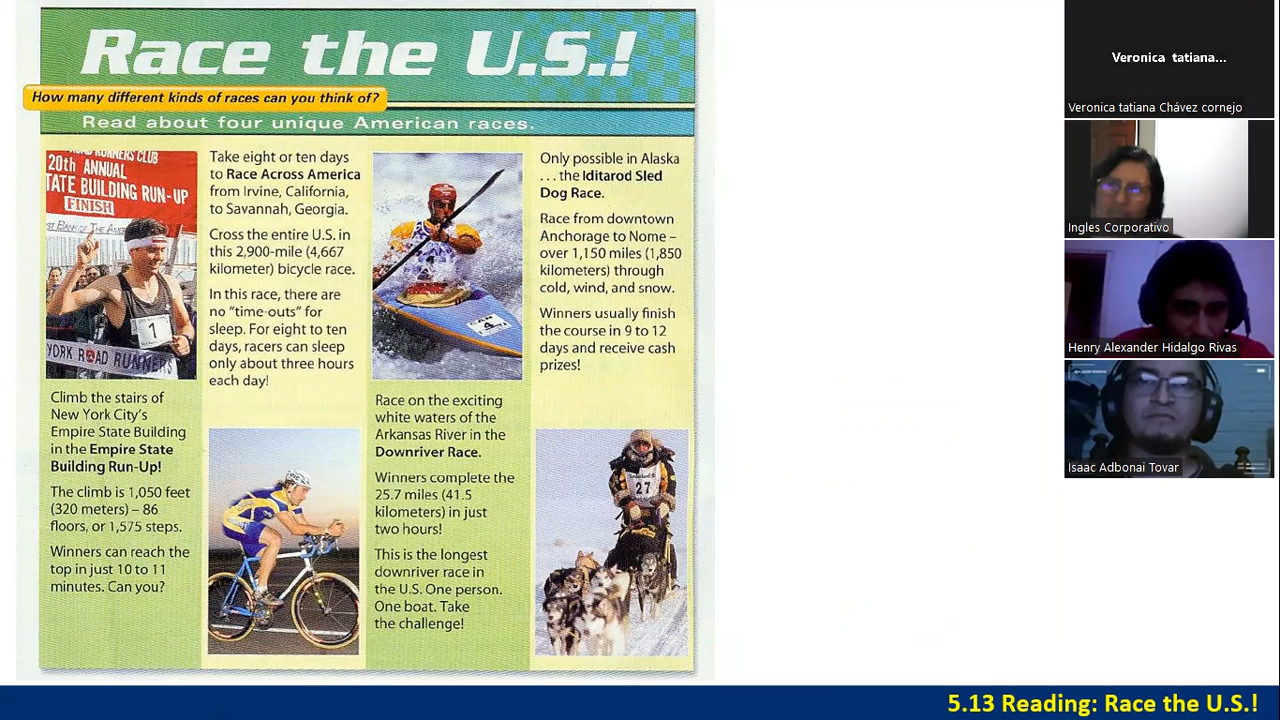 Race the U.S.!
How many different kinds of races can you think of?
Read about four unique American races.
ROAD RUNNERS CLUB
20th ANNUAL
TATE BUILDING RUN-UP
FINISH
1
YORK ROAD RUNNERS
Climb the stairs of
New York City's
Empire State Building
in the Empire State
Building Run-Up!
The climb is 1,050 feet
(320 meters) – 86
floors, or 1,575 steps.
Winners can reach the
top in just 10 to 11
minutes. Can you?
Take eight or ten days
to Race Across America
from Irvine, California,
to Savannah, Georgia.
Cross the entire U.S. in
this 2,900-mile (4,667
kilometer) bicycle race.
In this race, there are
no “time-outs” for
sleep. For eight to ten
days, racers can sleep
only about three hours
each day!
4
Race on the exciting
white waters of the
Arkansas River in the
Downriver Race.
Winners complete the
25.7 miles (41.5
kilometers) in just
two hours!
This is the longest
downriver race in
the U.S. One person.
One boat. Take
the challenge!
Only possible in Alaska
. . . the Iditarod Sled
Dog Race.
Race from downtown
Anchorage to Nome –
over 1,150 miles (1,850
kilometers) through
cold, wind, and snow.
Winners usually finish
the course in 9 to 12
days and receive cash
prizes!
27
Veronica tatiana...
Veronica tatiana Chávez cornejo
Ingles Corporativo
Henry Alexander Hidalgo Rivas
Isaac Adbonai Tovar
5.13 Reading: Race the U.S.!